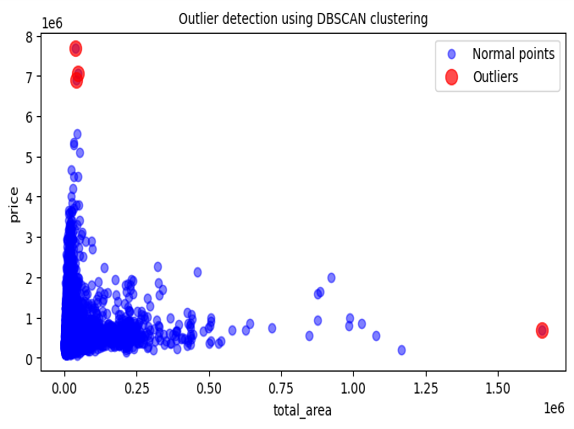 Outlier detection using DBSCAN clustering
1e6
Normal points
Outliers
8
7
6
5
4
3
2
1
0
price
0.00 0.25 0.50 0.75 1.00 1.25 1.50
1e6
total_area